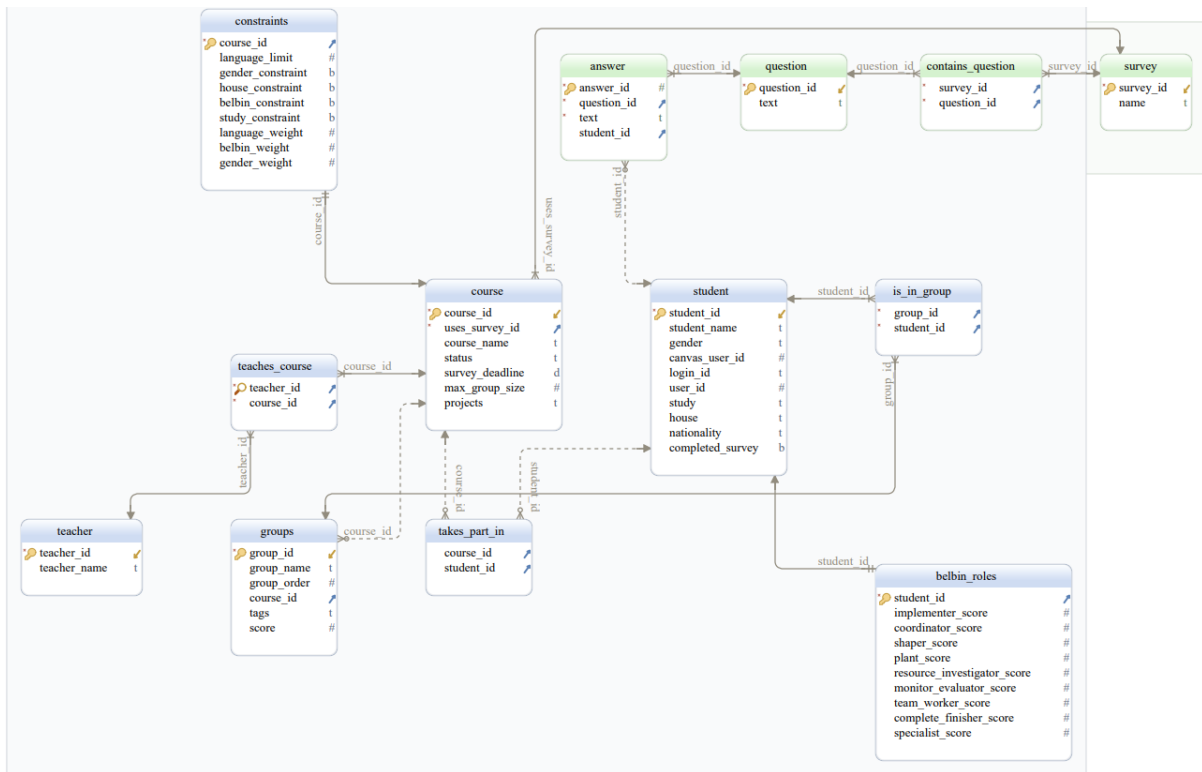 constraints
course_id
language_limit #
gender_constraint b
house_constraint b
belbin_constraint b
study_constraint b
language_weight #
belbin_weight #
gender_weight #
answer
answer_id #
question_id
text t
student_id
question_id
question
question_id
text t
question_id
contains_question
survey_id
question_id
survey_id
survey
survey_id
name t
course_id
uses_survey_id
student_id
course
course_id
uses_survey_id
course_name t
status t
survey_deadline d
max_group_size #
projects t
student
student_id
student_name t
gender t
canvas_user_id #
login_id t
user_id #
study t
house t
nationality t
completed_survey b
student_id
is_in_group
group_id
student_id
group_id
teaches_course
teacher_id
course_id
course_id
teacher_id
course_id
student_id
teacher
teacher_id
teacher_name t
groups
group_id
group_name t
group_order #
course_id
tags t
score #
course_id
takes_part_in
course_id
student_id
student_id
belbin_roles
student_id
implementer_score #
coordinator_score #
shaper_score #
plant_score #
resource_investigator_score #
monitor_evaluator_score #
team_worker_score #
complete_finisher_score #
specialist_score #